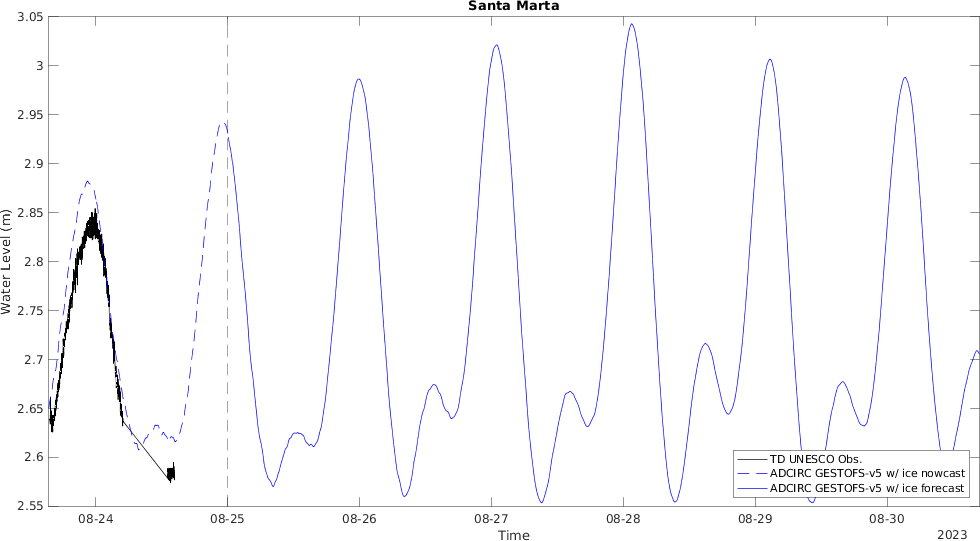 Santa Marta
3.05
3
2.95
2.9
2.85
2.8
2.75
2.7
2.65
2.6
2.55
Water Level (m)
08-24 08-25 08-26 08-27 08-28 08-29 08-30
Time
2023
TD UNESCO Obs.
ADCIRC GESTOFS-v5 w/ ice nowcast
ADCIRC GESTOFS-v5 w/ ice forecast